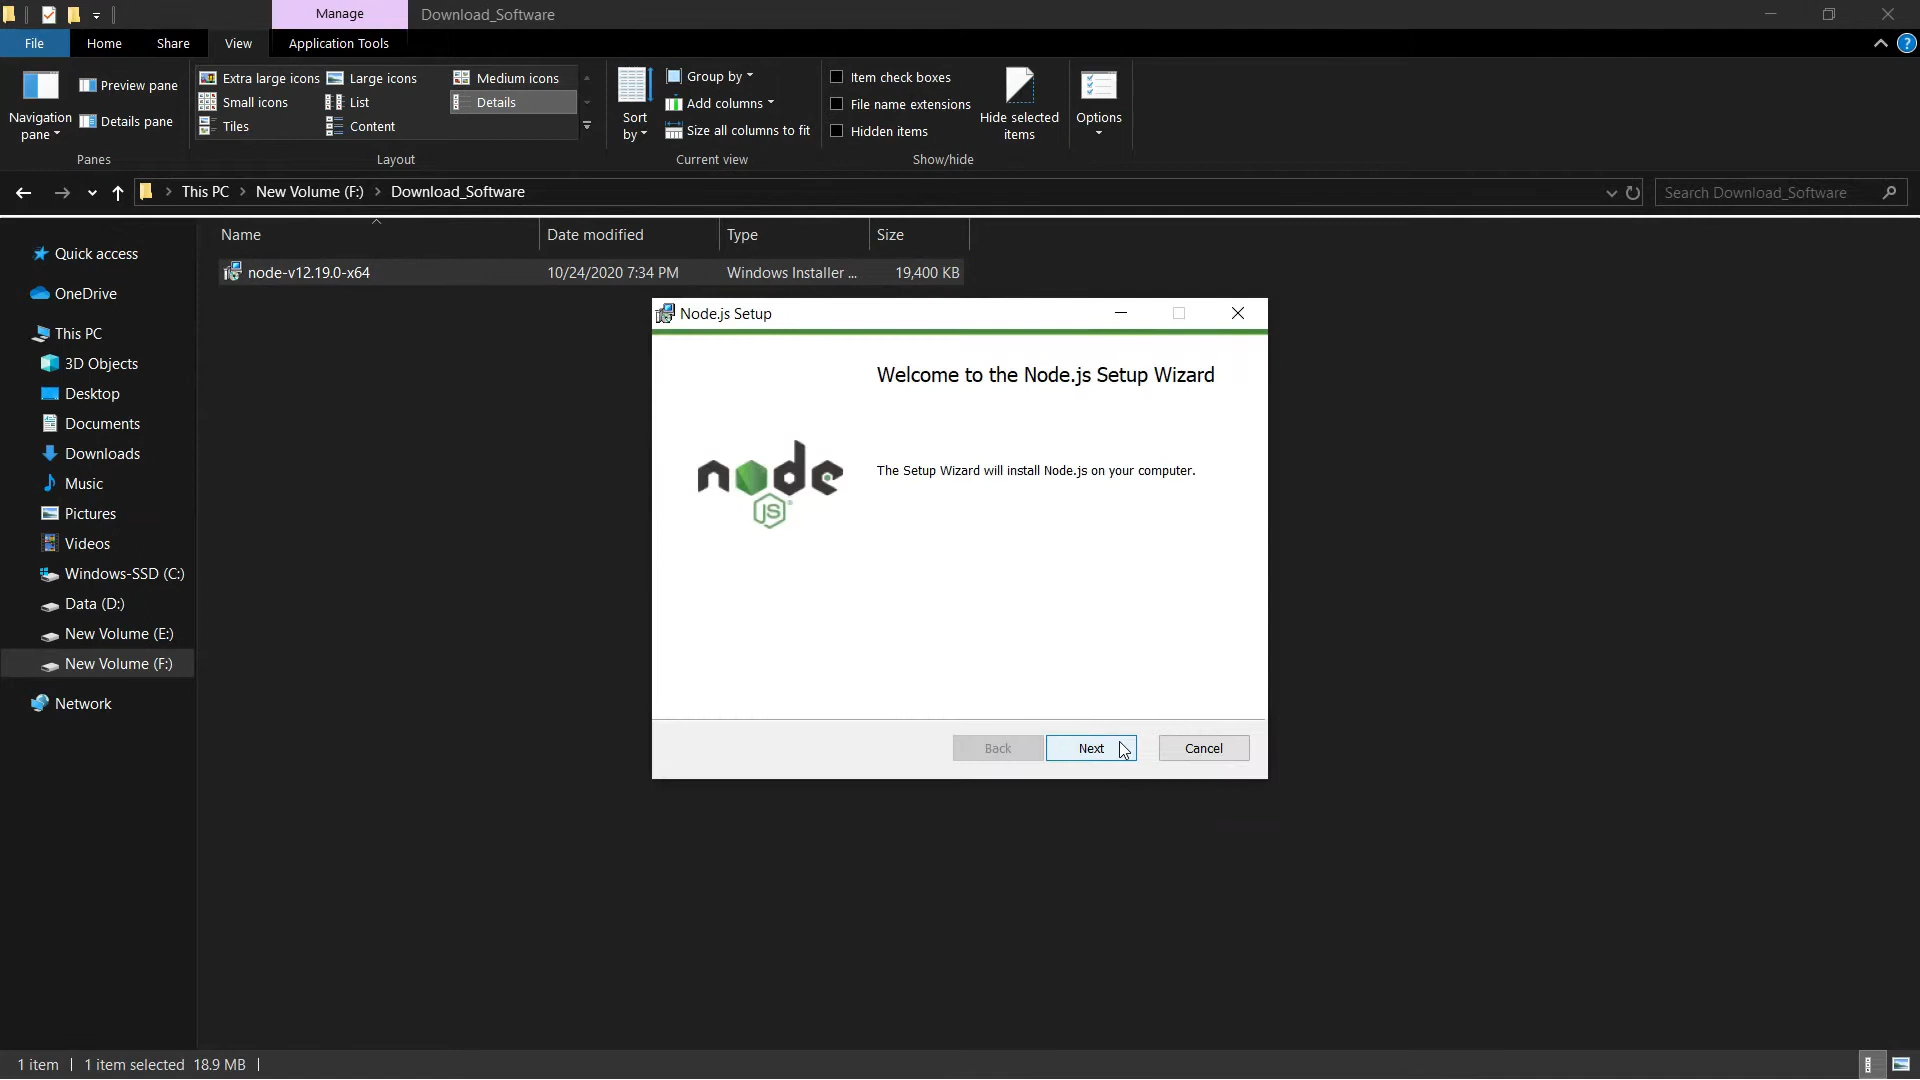 Manage
Download_Software
File
Home
Share
View
Application Tools
Navigation pane
Preview pane
Details pane
Panes
Extra large icons
Large icons
Medium icons
Small icons
List
Details
Tiles
Content
Layout
Sort by
Group by
Add columns
Size all columns to fit
Current view
Item check boxes
File name extensions
Hidden items
Hide selected items
Show/hide
Options
This PC
New Volume (F:)
Download_Software
Search Download_Software
Name
Date modified
Type
Size
node-v12.19.0-x64
10/24/2020 7:34 PM
Windows Installer ...
19,400 KB
Quick access
OneDrive
This PC
3D Objects
Desktop
Documents
Downloads
Music
Pictures
Videos
Windows-SSD (C:)
Data (D:)
New Volume (E:)
New Volume (F:)
Network
Node.js Setup
Welcome to the Node.js Setup Wizard
node
JS
The Setup Wizard will install Node.js on your computer.
Back
Next
Cancel
1 item
1 item selected 18.9 MB